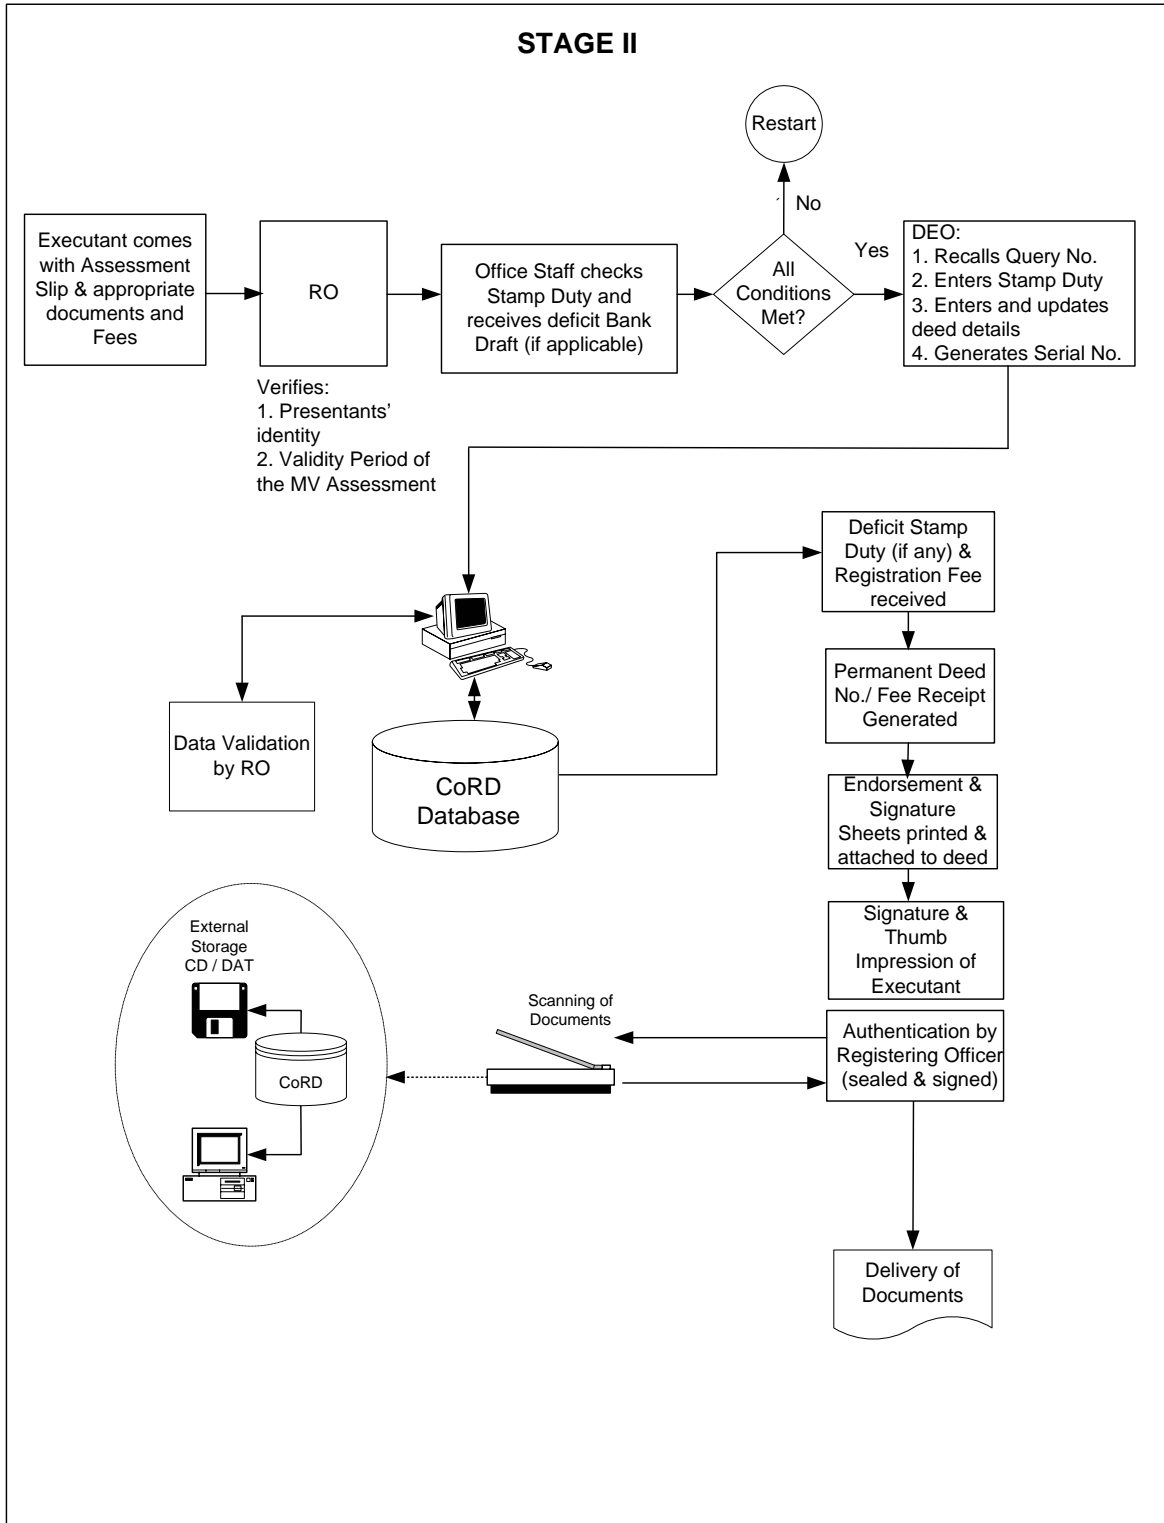 STAGE II
Restart
No
Executant comes
with Assessment
Slip & appropriate
documents and
Fees
RO
Verifies:
1. Presentants’
identity
2. Validity Period of
the MV Assessment
Office Staff checks
Stamp Duty and
receives deficit Bank
Draft (if applicable)
All
Conditions
Met?
Yes
DEO:
1. Recalls Query No.
2. Enters Stamp Duty
3. Enters and updates
deed details
4. Generates Serial No.
Data Validation
by RO
CoRD
Database
Deficit Stamp
Duty (if any) &
Registration Fee
received
Permanent Deed
No./ Fee Receipt
Generated
Endorsement &
Signature
Sheets printed &
attached to deed
Signature &
Thumb
Impression of
Executant
Authentication by
Registering Officer
(sealed & signed)
Scanning of
Documents
External
Storage
CD / DAT
CoRD
Delivery of
Documents